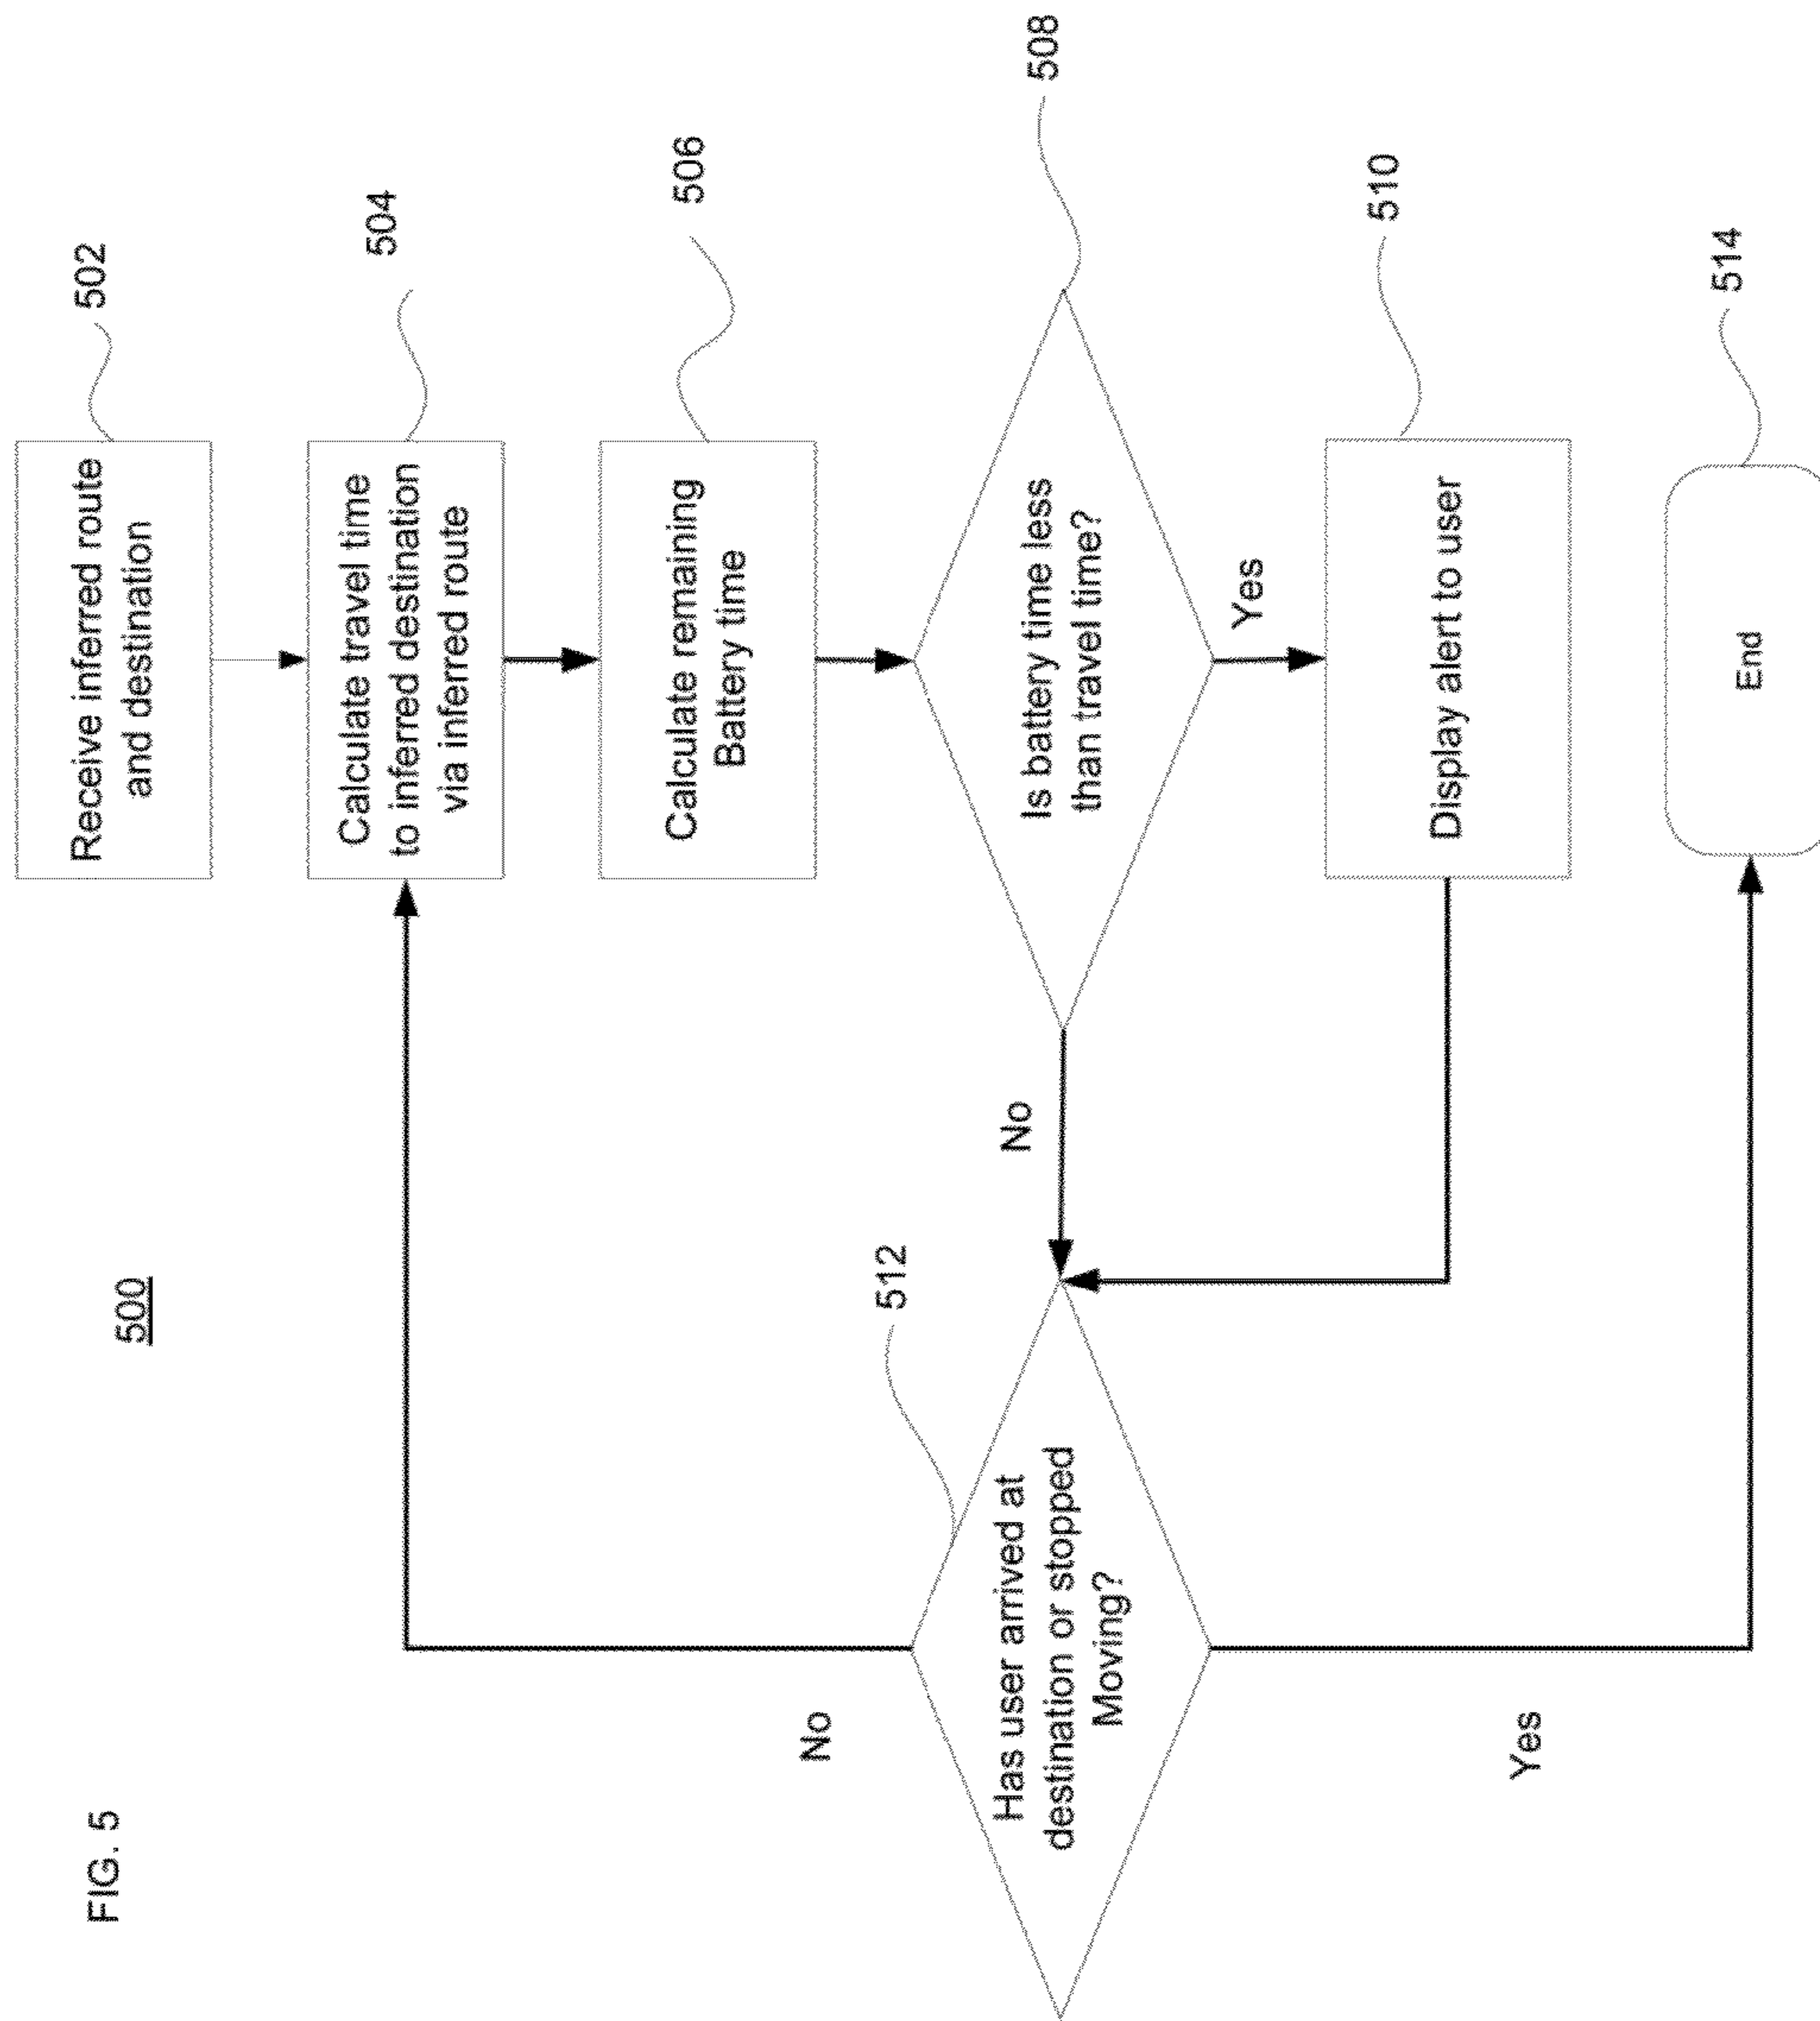 FIG. 5
500
Receive inferred route
and destination
502
Calculate travel time
to inferred destination
via inferred route
504
Calculate remaining
Battery time
506
Is battery time less
than travel time?
508
No
Yes
Display alert to user
510
Has user arrived at
destination or stopped
Moving?
512
No
Yes
End
514